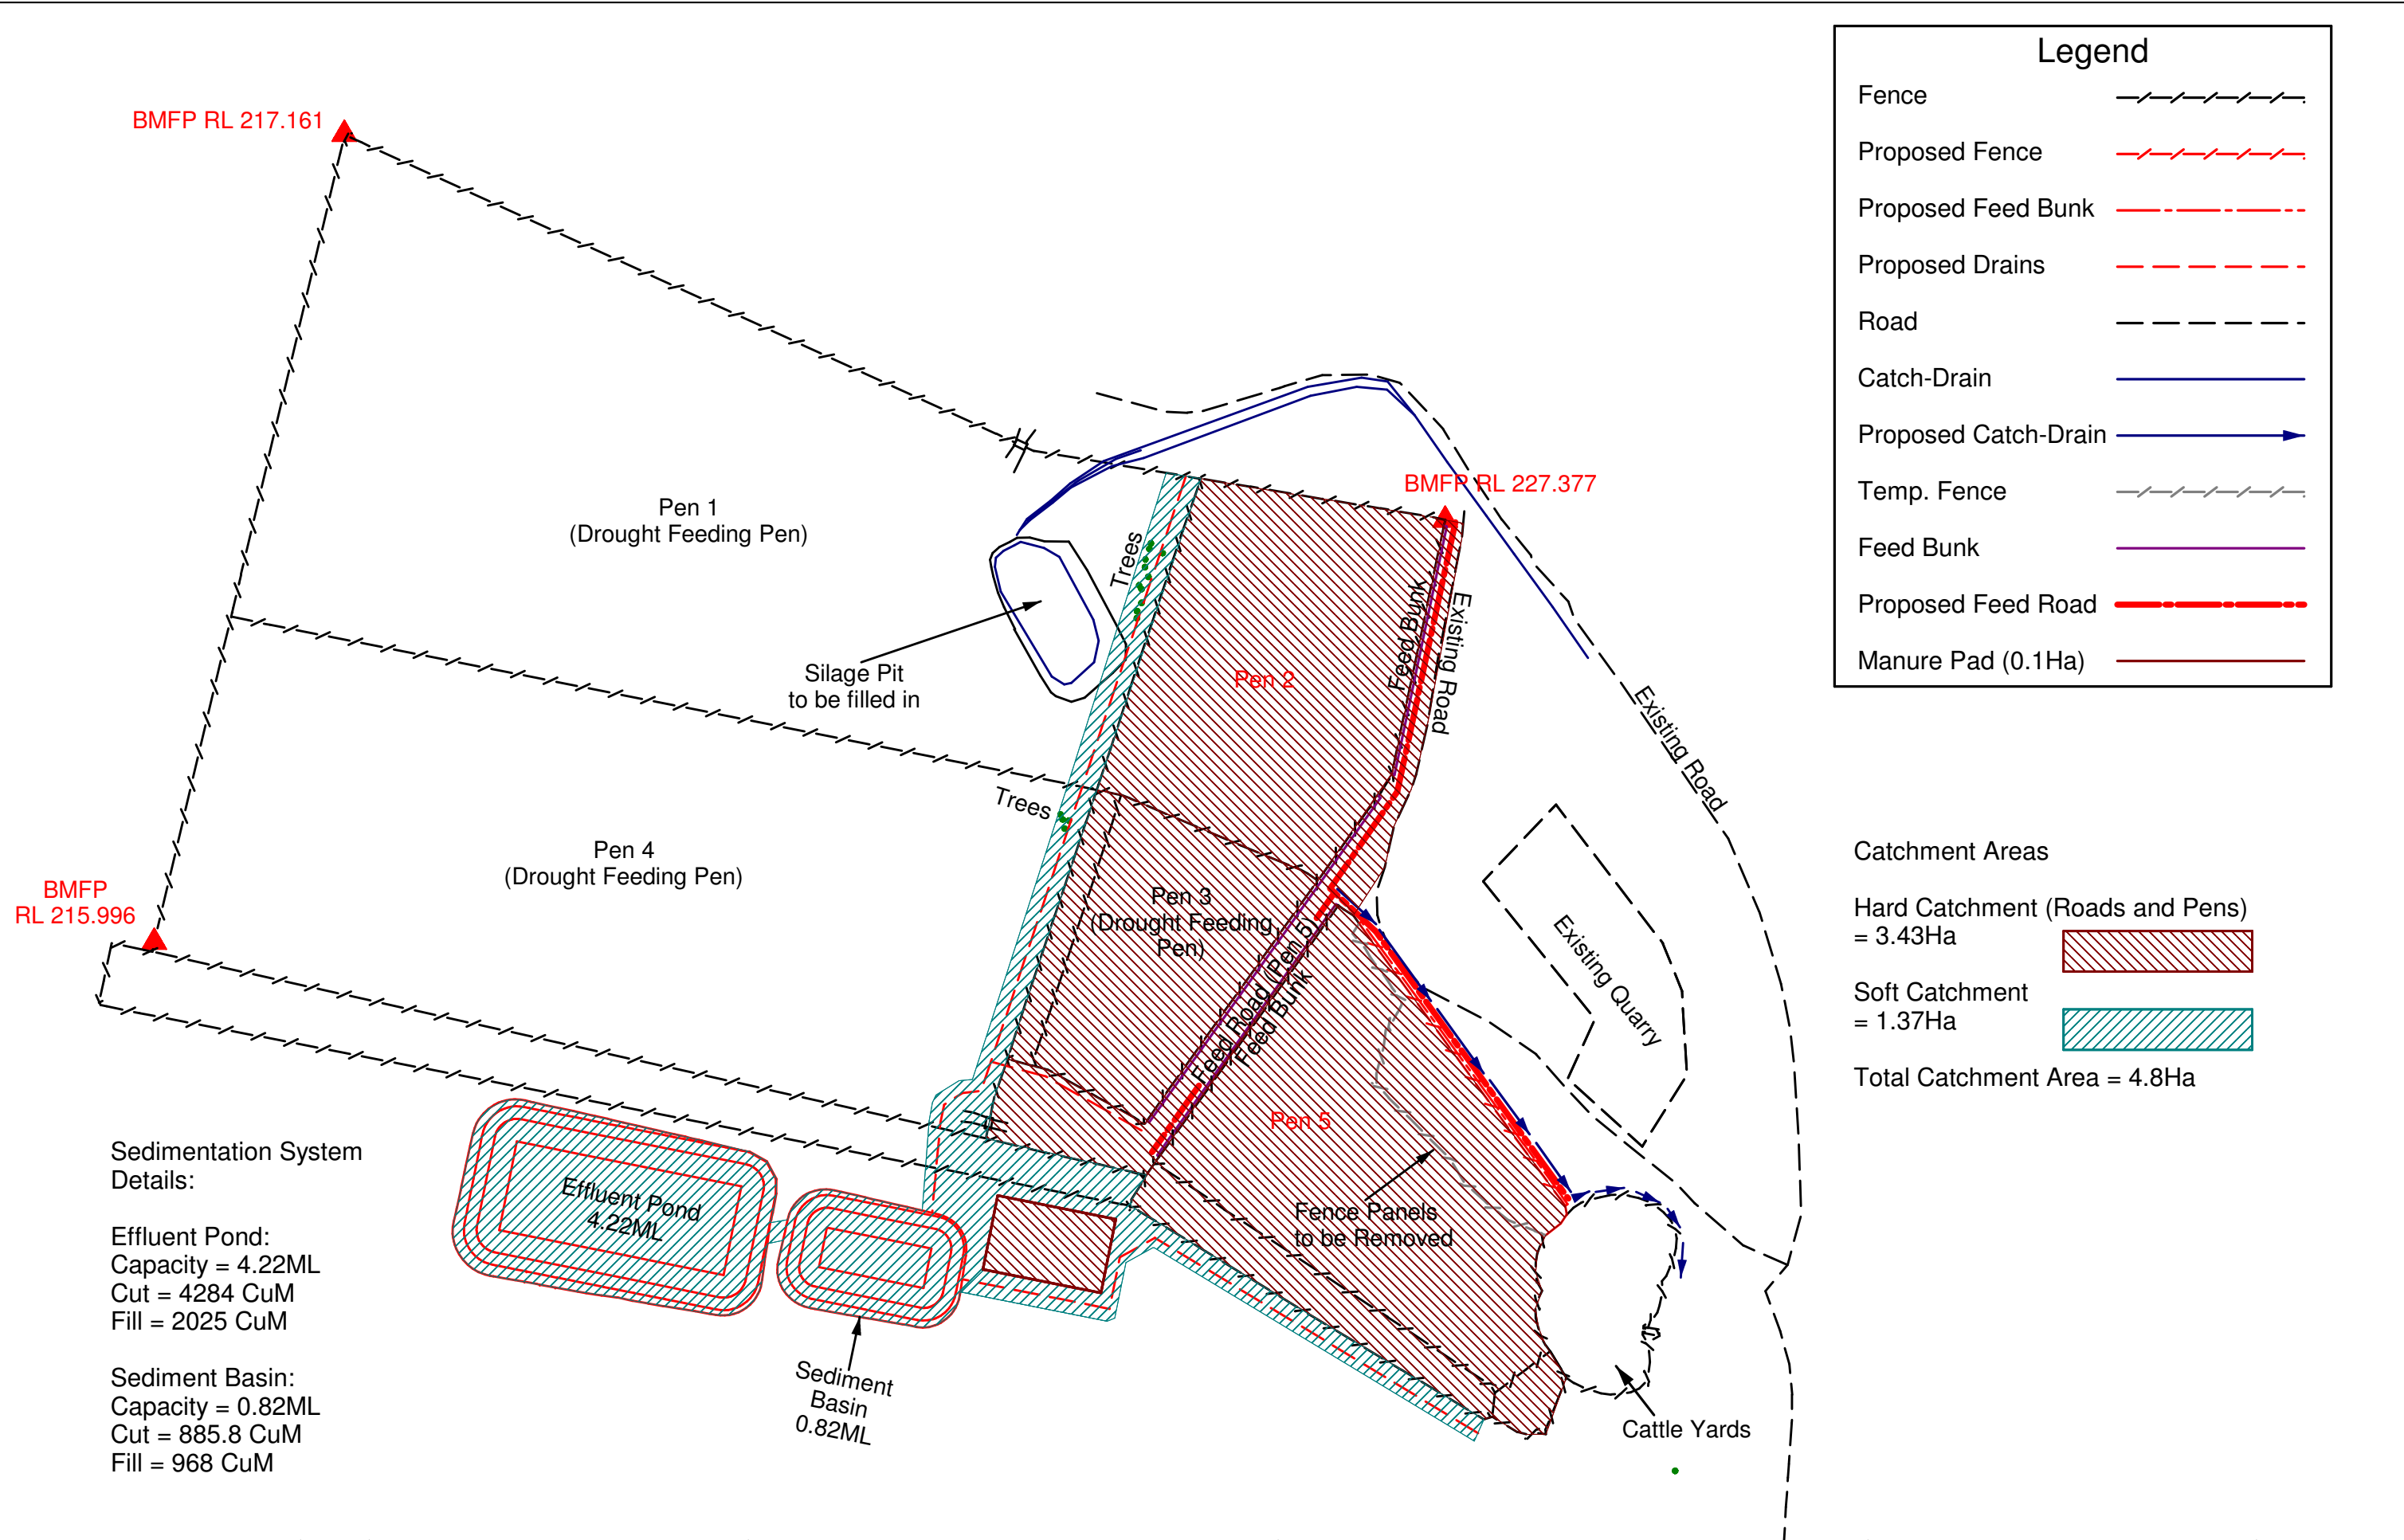 Legend
Fence
Proposed Fence
Proposed Feed Bunk
Proposed Drains
Road
Catch-Drain
Proposed Catch-Drain
Temp. Fence
Feed Bunk
Proposed Feed Road
Manure Pad (0.1Ha)
BMFP RL 217.161
BMFP RL 227.377
Pen 1
(Drought Feeding Pen)
Trees
Feed Bunk
Existing Road
Silage Pit
to be filled in
Pen 2
Existing Road
Trees
Pen 4
(Drought Feeding Pen)
BMFP
RL 215.996
Pen 3
(Drought Feeding
Pen)
Feed Road (Pen 5)
Feed Bunk
Existing Quarry
Pen 5
Fence Panels
to be Removed
Catchment Areas
Hard Catchment (Roads and Pens)
= 3.43Ha
Soft Catchment
= 1.37Ha
Total Catchment Area = 4.8Ha
Sedimentation System
Details:
Effluent Pond:
Capacity = 4.22ML
Cut = 4284 CuM
Fill = 2025 CuM
Sediment Basin:
Capacity = 0.82ML
Cut = 885.8 CuM
Fill = 968 CuM
Effluent Pond
4.22ML
Sediment
Basin
0.82ML
Cattle Yards